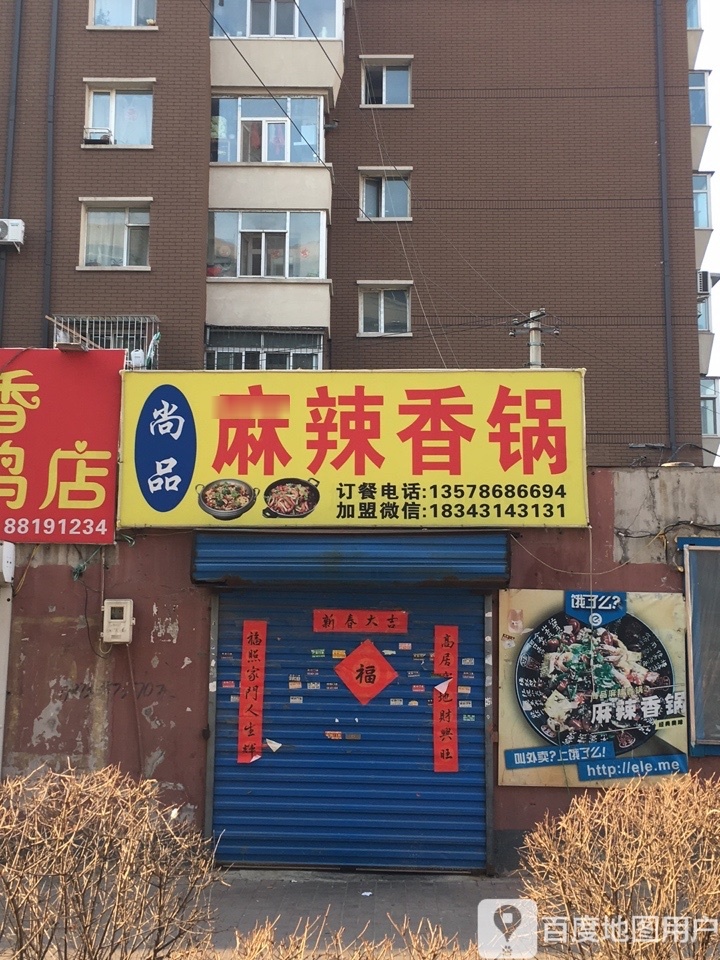 香
鸡店
88191234
尚品
麻辣香锅
订餐电话:13578686694
加盟微信:18343143131
新春大吉
福照家门人生辉
福
高居宝地财兴旺
饿了么?
麻辣香锅
叫外卖?上饿了么!
http://ele.me
百度地图用户